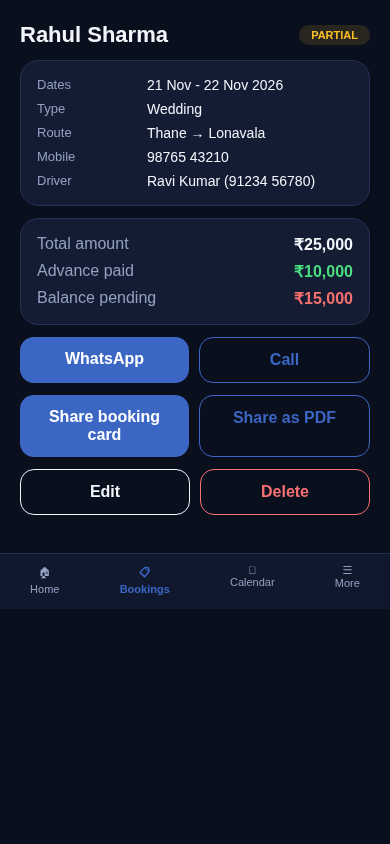 Rahul Sharma PARTIAL
Dates 21 Nov - 22 Nov 2026
Type Wedding
Route Thane → Lonavala
Mobile 98765 43210
Driver Ravi Kumar (91234 56780)
Total amount ₹25,000
Advance paid ₹10,000
Balance pending ₹15,000
WhatsApp Call
Share booking
card
Share as PDF
Edit Delete
Home Bookings Calendar More